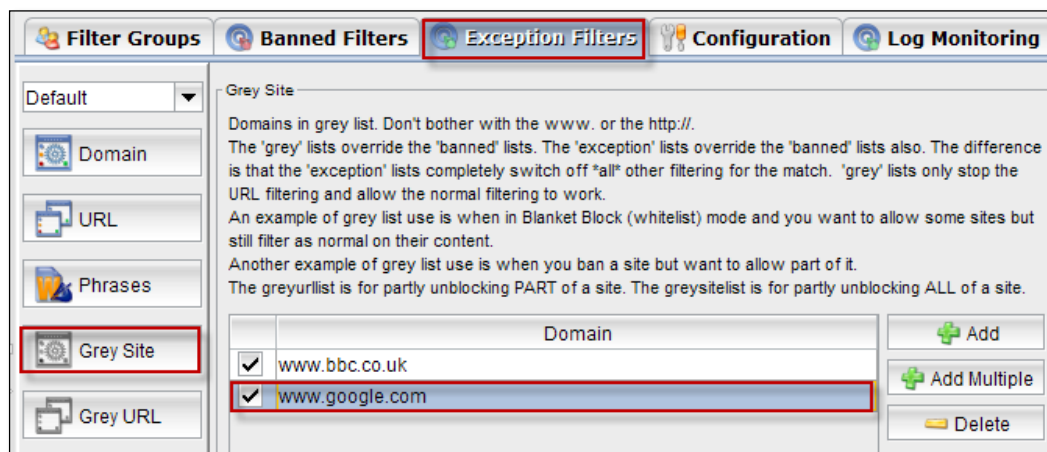 Filter Groups Banned Filters Exception Filters Configuration Log Monitoring
Default
Domain
URL
Phrases
Grey Site
Grey URL
Grey Site
Domains in grey list. Don't bother with the www. or the http://.
The 'grey' lists override the 'banned' lists. The 'exception' lists override the 'banned' lists also. The difference
is that the 'exception' lists completely switch off *all* other filtering for the match. 'grey' lists only stop the
URL filtering and allow the normal filtering to work.
An example of grey list use is when in Blanket Block (whitelist) mode and you want to allow some sites but
still filter as normal on their content.
Another example of grey list use is when you ban a site but want to allow part of it.
The greyurllist is for partly unblocking PART of a site. The greysitelist is for partly unblocking ALL of a site.
Domain
www.bbc.co.uk
www.google.com
Add
Add Multiple
Delete